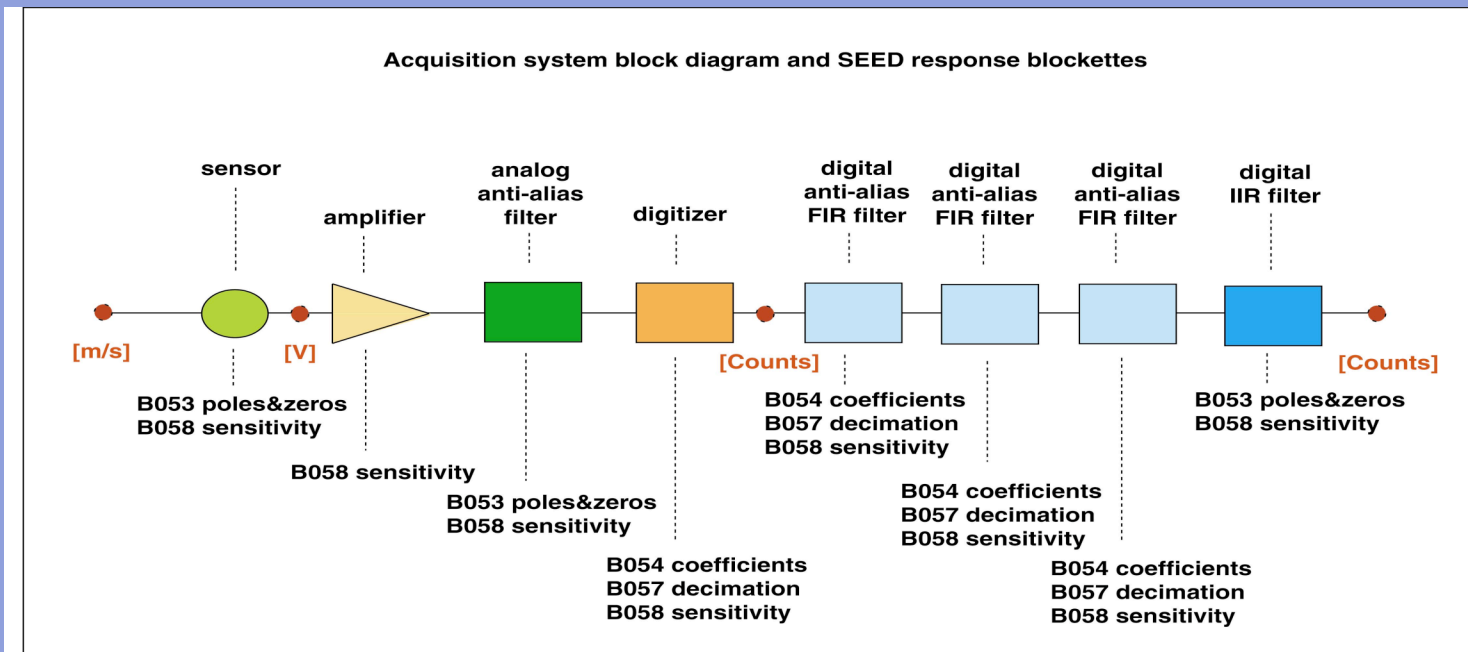 Acquisition system block diagram and SEED response blockettes
sensor
amplifier
analog
anti-alias
filter
digitizer
digital
anti-alias
FIR filter
digital
anti-alias
FIR filter
digital
anti-alias
FIR filter
digital
IIR filter
[m/s]
[V]
[Counts]
[Counts]
B053 poles&zeros
B058 sensitivity
B058 sensitivity
B053 poles&zeros
B058 sensitivity
B054 coefficients
B057 decimation
B058 sensitivity
B054 coefficients
B057 decimation
B058 sensitivity
B054 coefficients
B057 decimation
B058 sensitivity
B054 coefficients
B057 decimation
B058 sensitivity
B053 poles&zeros
B058 sensitivity